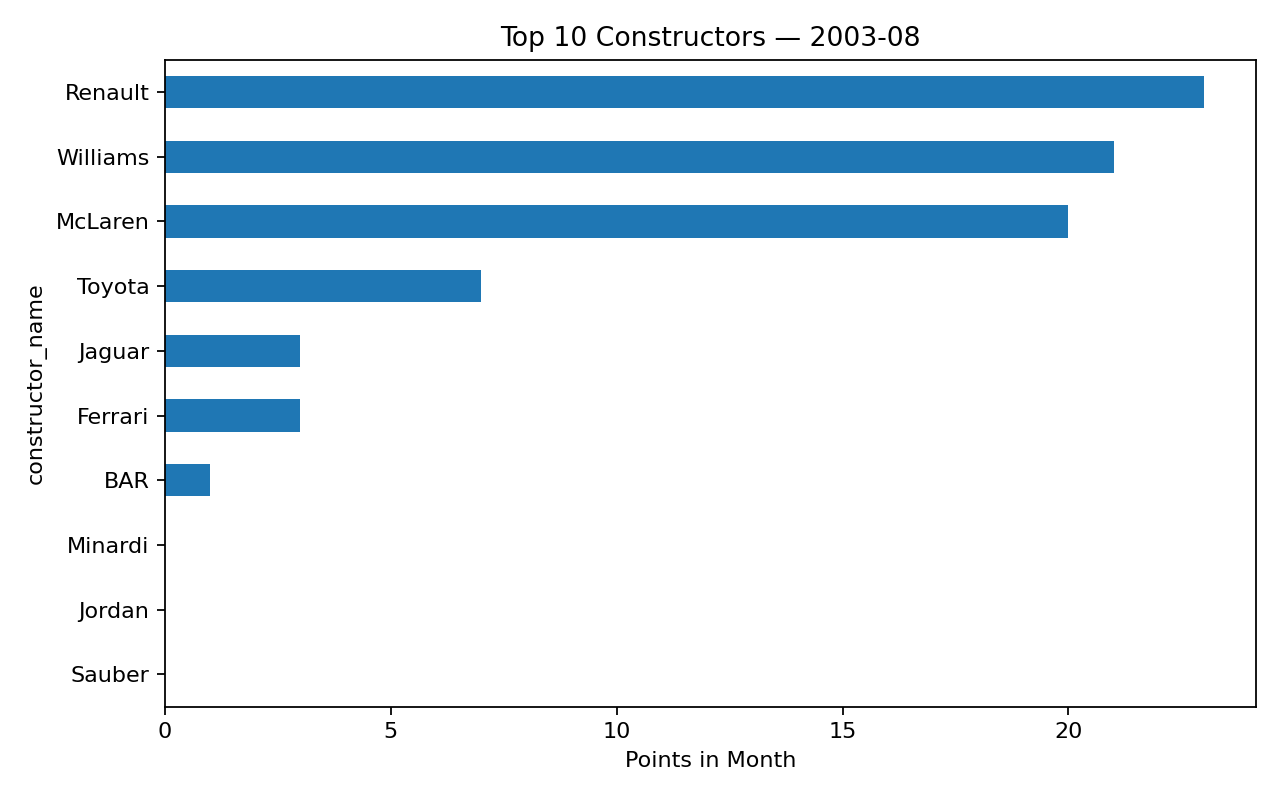 Top 10 Constructors — 2003-08
Renault
Williams
McLaren
Toyota
Jaguar
Ferrari
BAR
Minardi
Jordan
Sauber
constructor_name
0 5 10 15 20
Points in Month